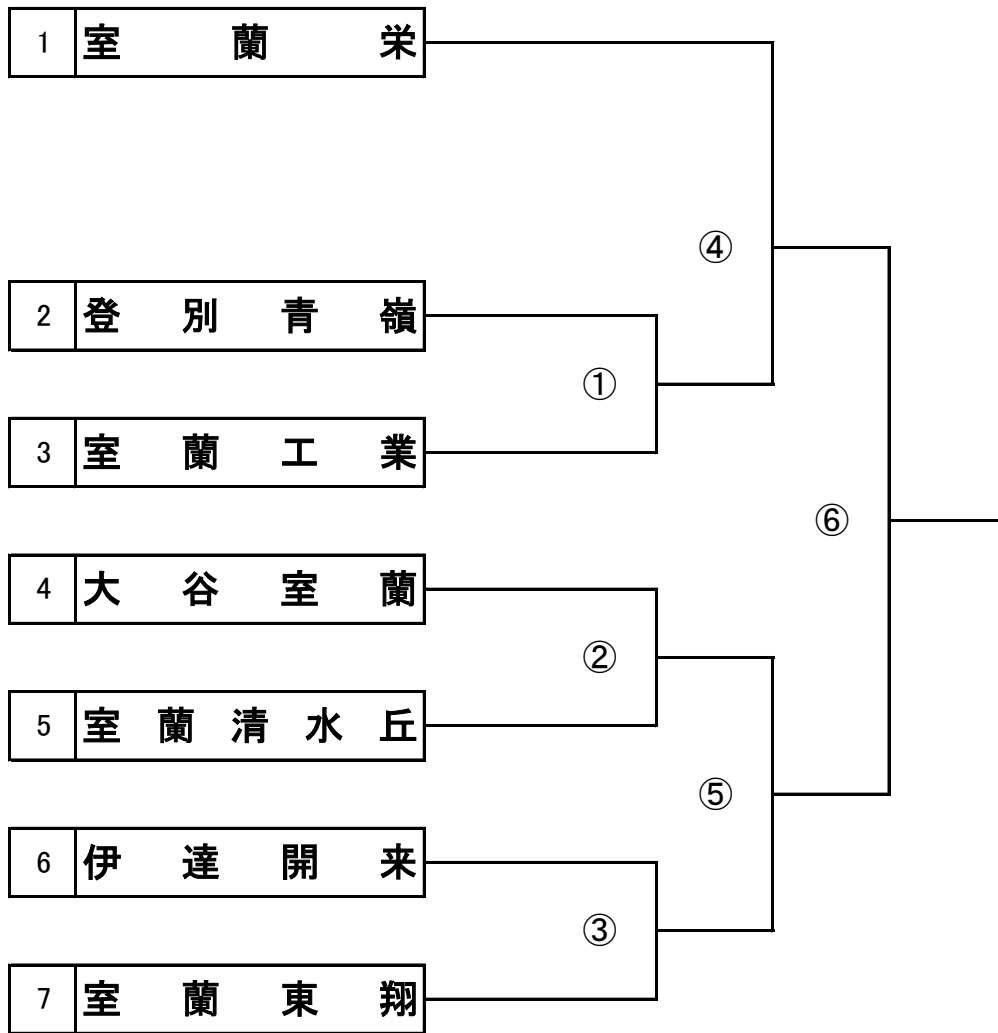 1 室蘭栄
④
2 登別青嶺
①
3 室蘭工業
⑥
4 大谷室蘭
②
5 室蘭清水丘
⑤
6 伊達開来
③
7 室蘭東翔